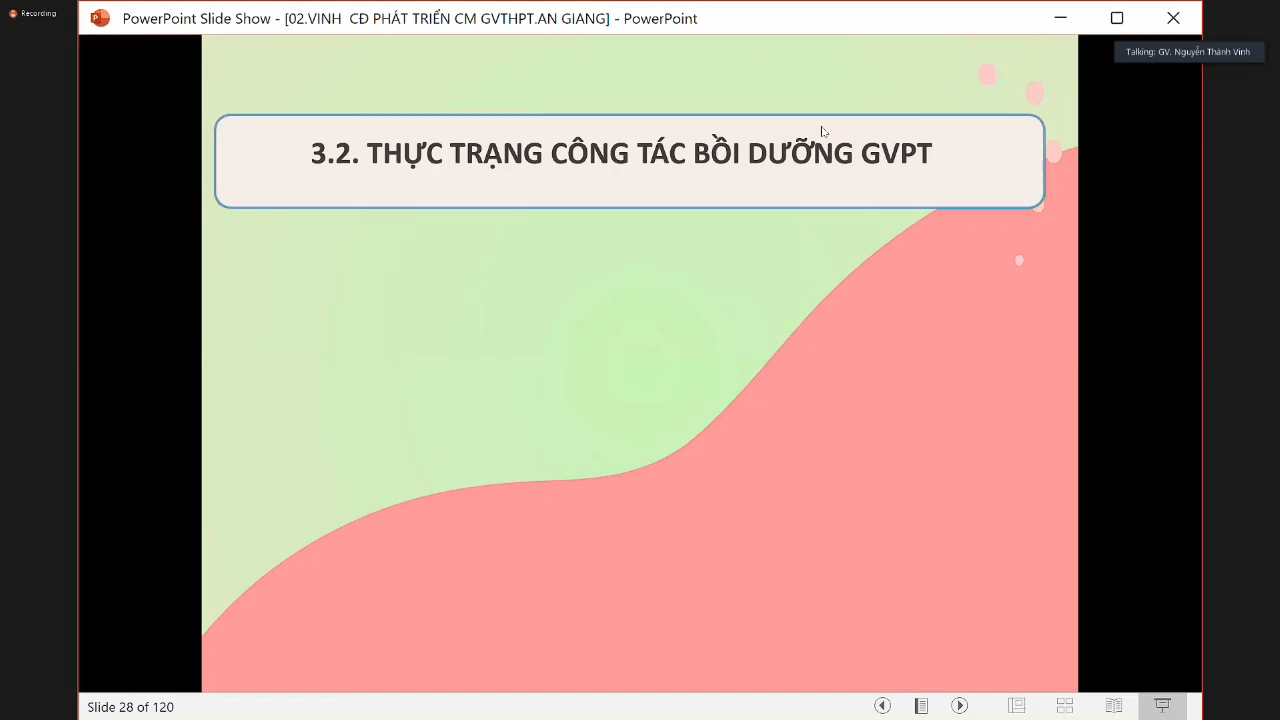 Recording
PowerPoint Slide Show - [02.VINH  CD PHÁT TRIỂN CM GVTHPT.AN GIANG] - PowerPoint
Talking: GV. Nguyễn Thành Vinh
3.2. THỰC TRẠNG CÔNG TÁC BỒI DƯỠNG GVPT
Slide 28 of 120